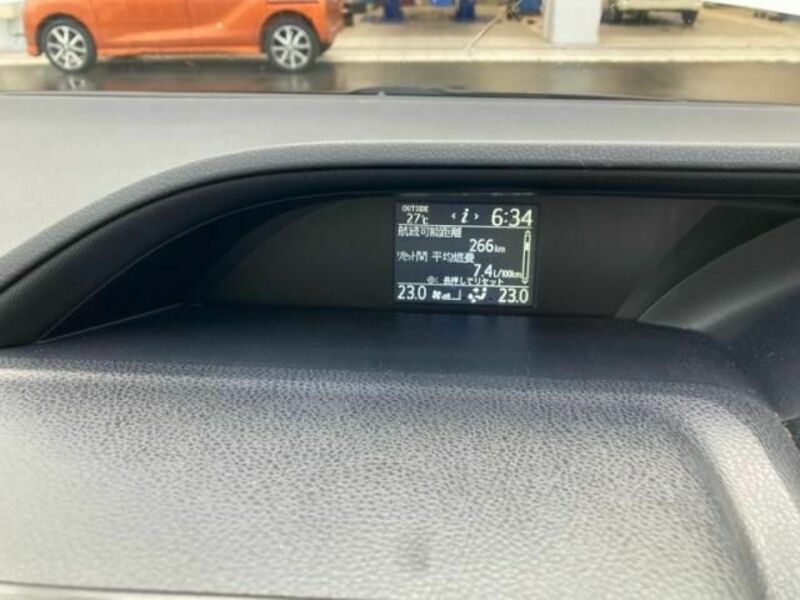 OUTSIDE
27℃ < i > 6:34
航続可能距離
266km
リセット間 平均燃費
7.4L/100km
◎: 長押しでリセット
23.0 23.0